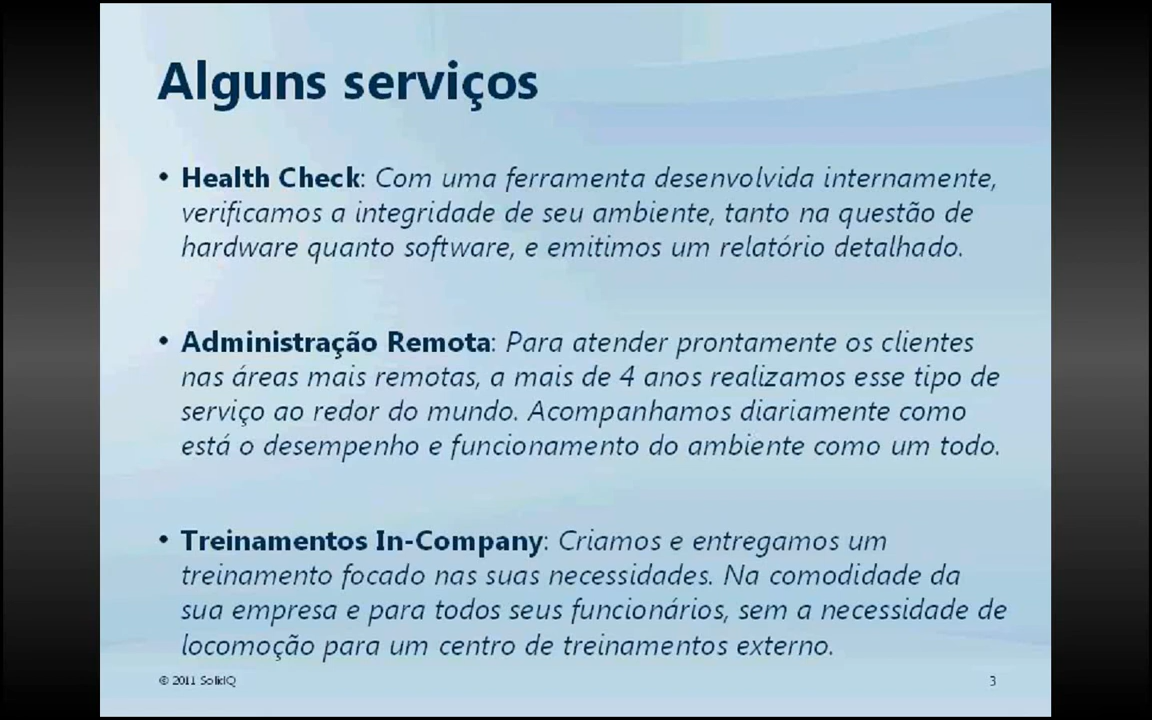 Alguns serviços
• Health Check: Com uma ferramenta desenvolvida internamente,
verificamos a integridade de seu ambiente, tanto na questão de
hardware quanto software, e emitimos um relatório detalhado.
• Administração Remota: Para atender prontamente os clientes
nas áreas mais remotas, a mais de 4 anos realizamos esse tipo de
serviço ao redor do mundo. Acompanhamos diariamente como
está o desempenho e funcionamento do ambiente como um todo.
• Treinamentos In-Company: Criamos e entregamos um
treinamento focado nas suas necessidades. Na comodidade da
sua empresa e para todos seus funcionários, sem a necessidade de
locomoção para um centro de treinamentos externo.
© 2011 SolidQ
3